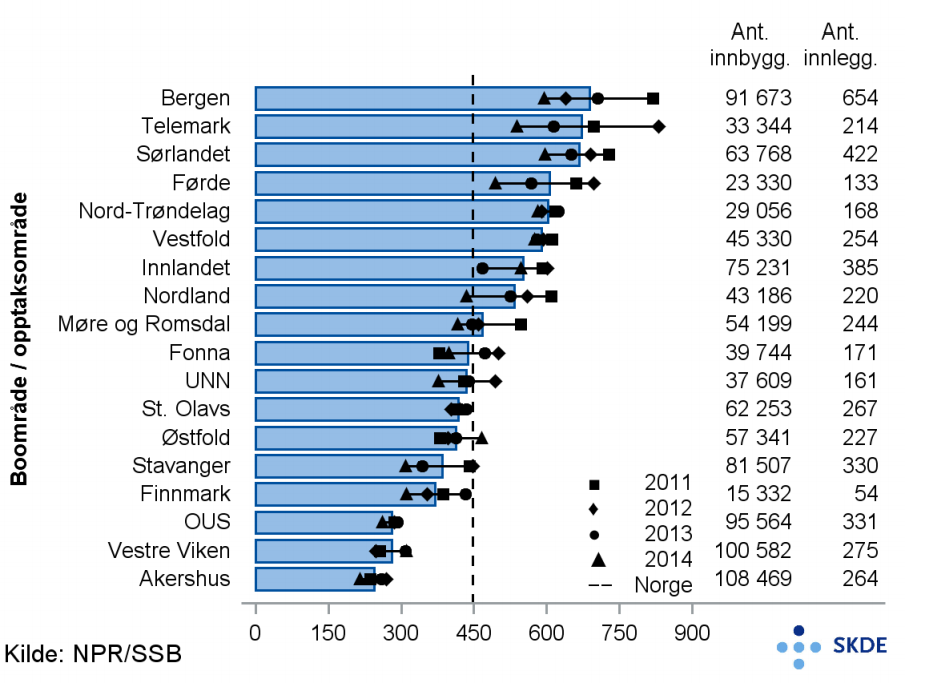 Ant. innbygg. Ant. innlegg.
Boområde / opptaksområde
Bergen 91 673 654
Telemark 33 344 214
Sørlandet 63 768 422
Førde 23 330 133
Nord-Trøndelag 29 056 168
Vestfold 45 330 254
Innlandet 75 231 385
Nordland 43 186 220
Møre og Romsdal 54 199 244
Fonna 39 744 171
UNN 37 609 161
St. Olavs 62 253 267
Østfold 57 341 227
Stavanger 81 507 330
Finnmark 15 332 54
OUS 95 564 331
Vestre Viken 100 582 275
Akershus 108 469 264
2011
2012
2013
2014
Norge
0 150 300 450 600 750 900
Kilde: NPR/SSB
SKDE